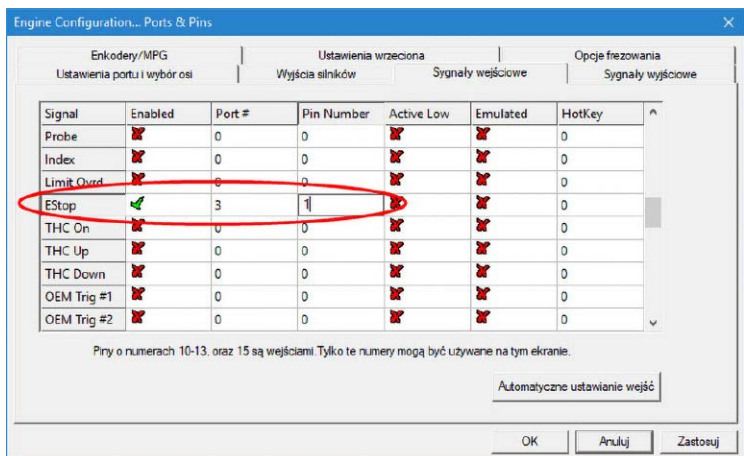 Engine Configuration... Ports & Pins
Enkodery/MPG Ustawienia wrzeciona Opcje frezowania
Ustawienia portu i wybór osi Wyjścia silników Sygnały wejściowe Sygnały wyjściowe
Signal Enabled Port # Pin Number Active Low Emulated HotKey
Probe 0 0 0
Index 0 0 0
Limit Ovrd 0 0 0
EStop 3 1 0
THC On 0 0 0
THC Up 0 0 0
THC Down 0 0 0
OEM Trig #1 0 0 0
OEM Trig #2 0 0 0
Piny o numerach 10-13. oraz 15 są wejściami.Tylko te numery mogą być używane na tym ekranie.
Automatyczne ustawianie wejść
OK Anuluj Zastosuj